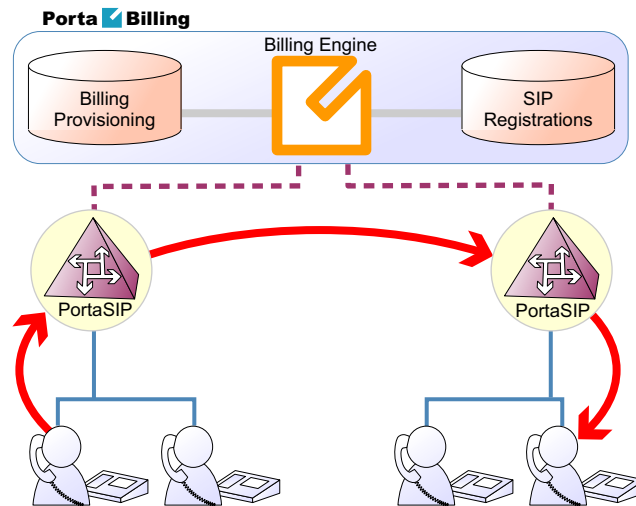 Porta Billing
Billing Engine
Billing
Provisioning
SIP
Registrations
PortaSIP
PortaSIP